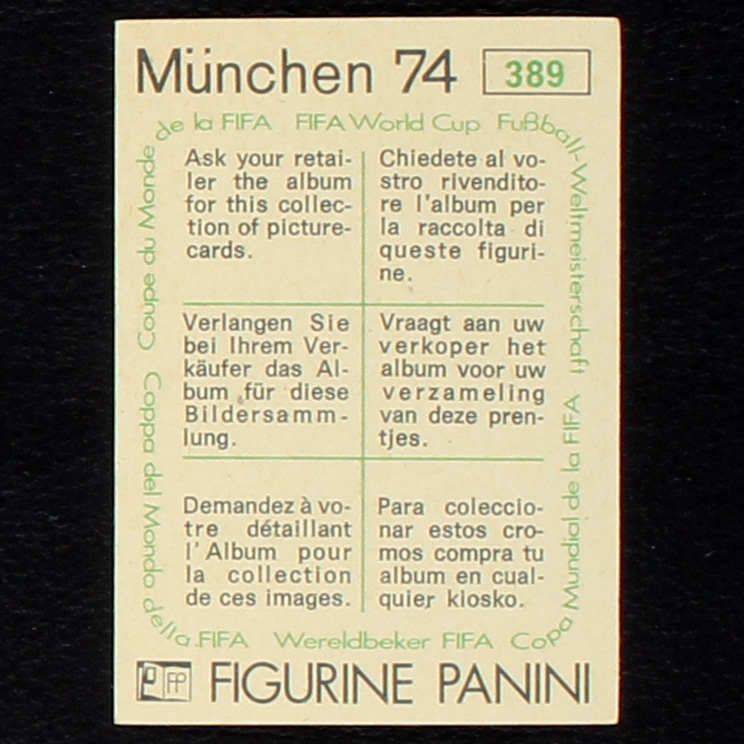 München 74 389
de la FIFA FIFA World Cup Fußball-Weltmeisterschaft
Ask your retai-
ler the album
for this collec-
tion of picture-
cards.
Chiedete al vo-
stro rivendito-
re l'album per
la raccolta di
queste figuri-
ne.
Verlangen Sie
bei Ihrem Ver-
käufer das Al-
bum für diese
Bildersamm-
lung.
Vraagt aan uw
verkoper het
album voor uw
verzameling
van deze pren-
tjes.
Demandez à vo-
tre détaillant
l'Album pour
la collection
de ces images.
Para coleccio-
nar estos cro-
mos compra tu
album en cual-
quier kiosko.
Copa Mundial de la FIFA
Wereldbeker FIFA
Coppa del Mondo della FIFA
Coupe du Monde
FP FIGURINE PANINI